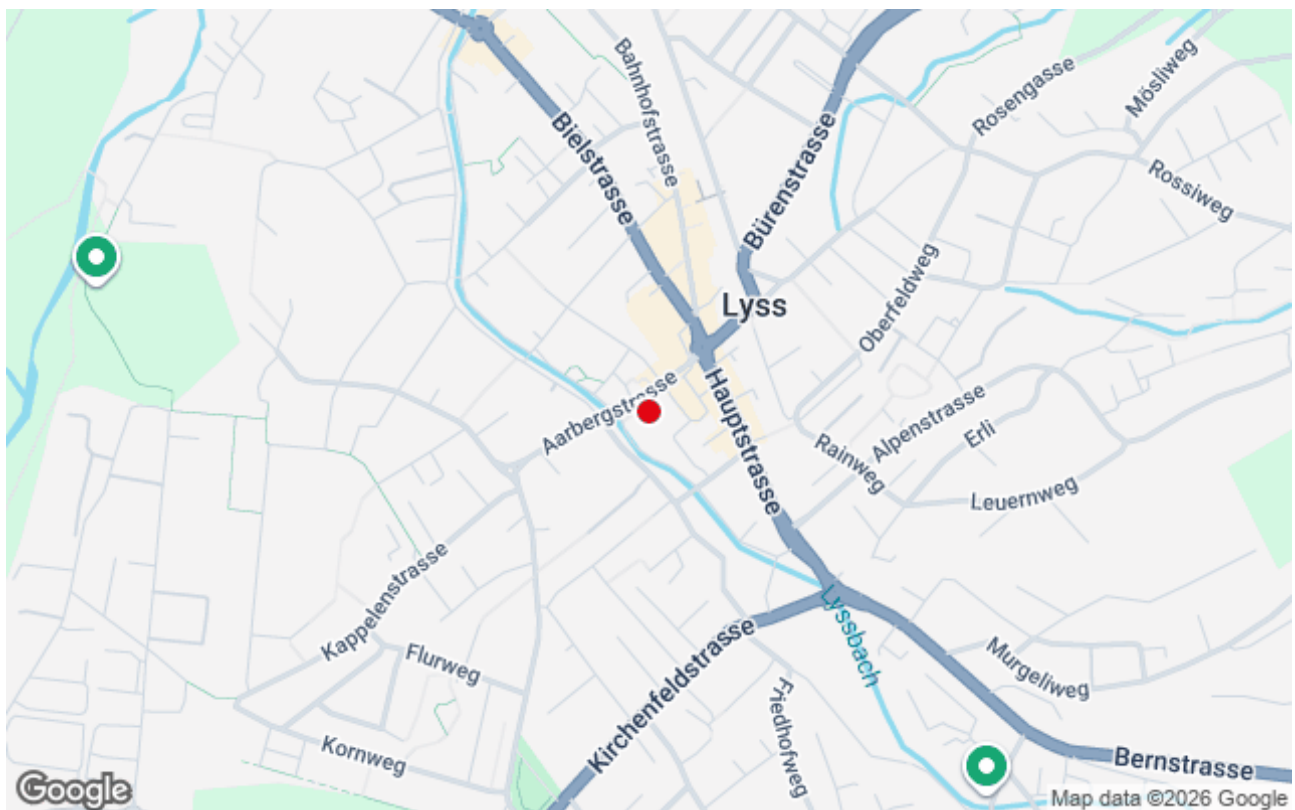 Bahnhofstrasse
Bielstrasse
Bürenstrasse
Rosengasse
Mösliweg
Rossiweg
Oberfeldweg
Lyss
Aarbergstrasse
Hauptstrasse
Alpenstrasse
Erli
Rainweg
Leuernweg
Kappelenstrasse
Flurweg
Kornweg
Kirchenfeldstrasse
Lyssbach
Friedhofweg
Murgeliweg
Bernstrasse
Google
Map data ©2026 Google